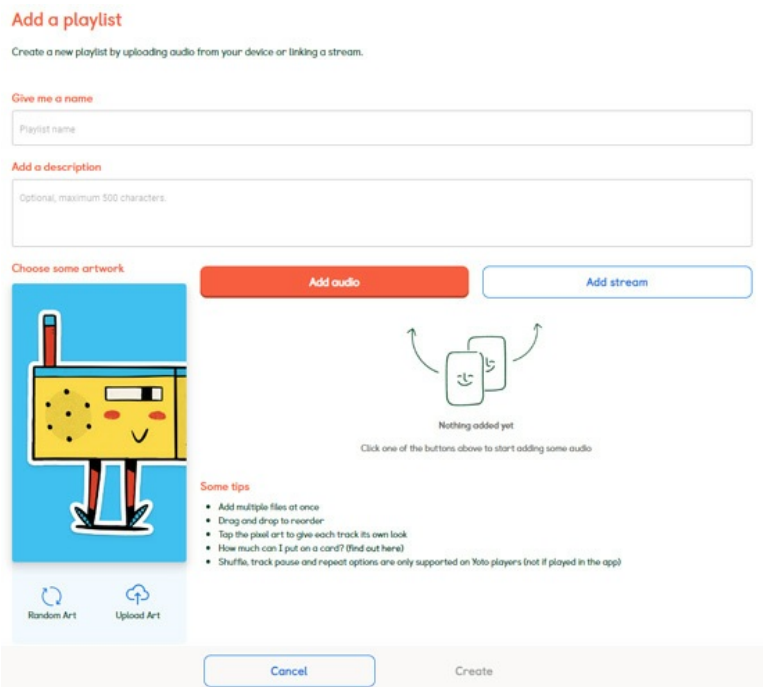 Add a playlist
Create a new playlist by uploading audio from your device or linking a stream.
Give me a name
Playlist name
Add a description
Optional, maximum 500 characters.
Choose some artwork
Add audio
Add stream
Nothing added yet
Click one of the buttons above to start adding some audio
Some tips
Add multiple files at once
Drag and drop to reorder
Tap the pixel art to give each track its own look
How much can I put on a card? (find out here)
Shuffle, track pause and repeat options are only supported on Yoto players (not if played in the app)
Random Art
Upload Art
Cancel
Create